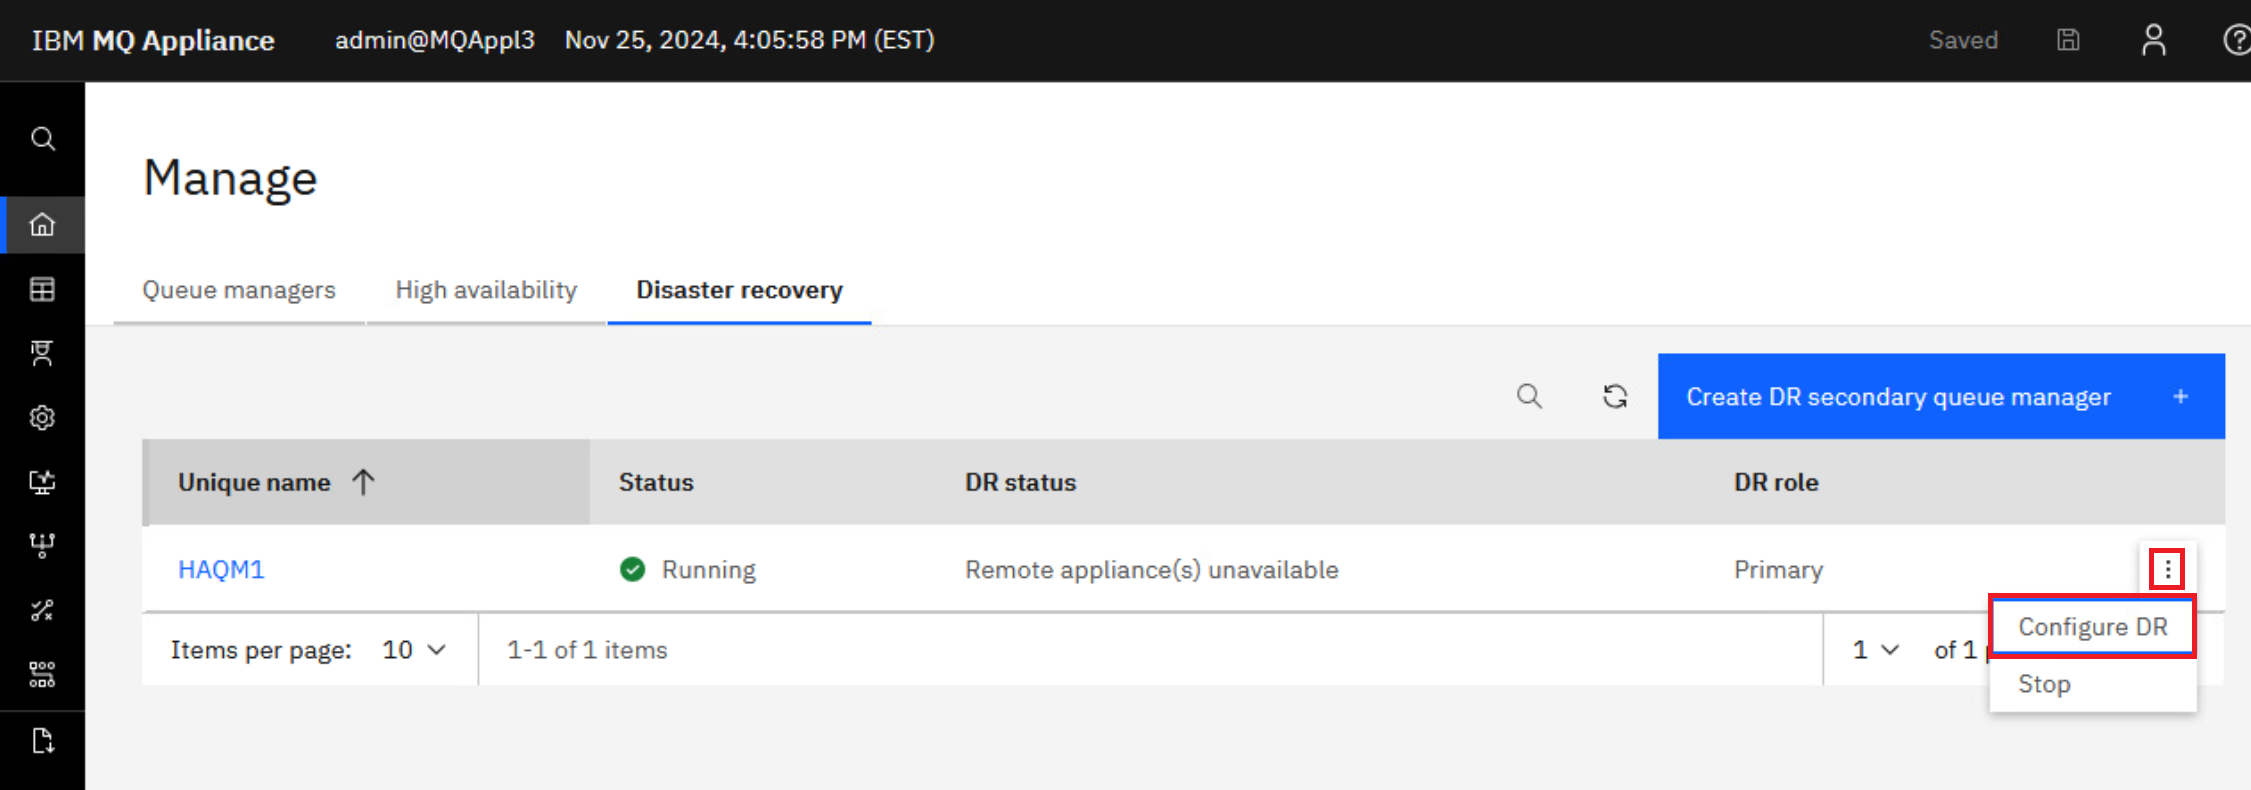 IBM MQ Appliance admin@MQAppl3 Nov 25, 2024, 4:05:58 PM (EST) Saved
Manage
Queue managers High availability Disaster recovery
Create DR secondary queue manager +
Unique name Status DR status DR role
HAQM1 Running Remote appliance(s) unavailable Primary
Configure DR
Items per page: 10 1-1 of 1 items 1 of 1
Stop